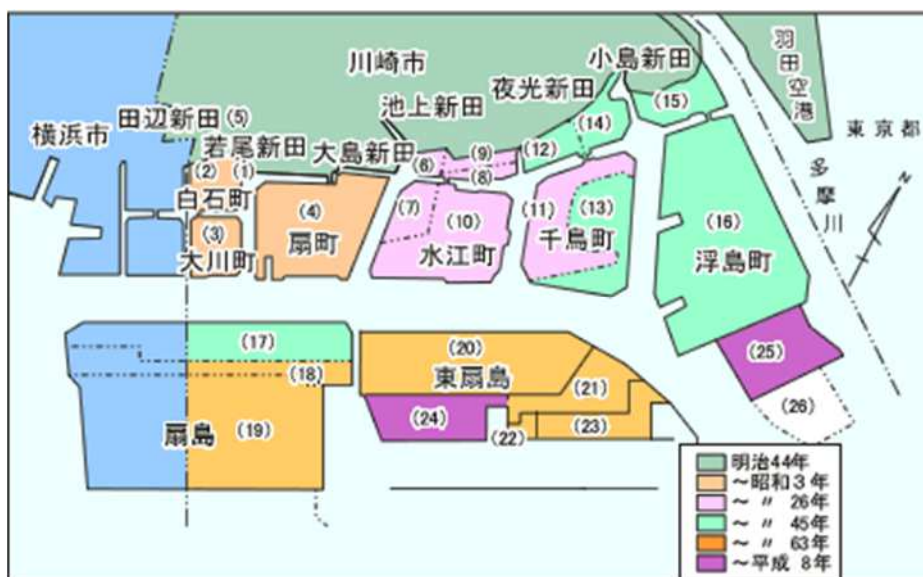 小島新田
羽田空港
川崎市
夜光新田
(15)
池上新田
東京都
田辺新田(5)
(14)
横浜市
若尾新田
大島新田
(9)
(12)
多摩川
(2)
(1)
(6)
(8)
N
白石町
(7)
(4)
(10)
(11)
(13)
(16)
(3)
扇町
水江町
千鳥町
浮島町
大川町
(17)
(20)
(25)
(18)
東扇島
(21)
(26)
扇島
(19)
(24)
(22)
(23)
明治44年
～昭和3年
～ 〃 26年
～ 〃 45年
～ 〃 63年
～平成 8年